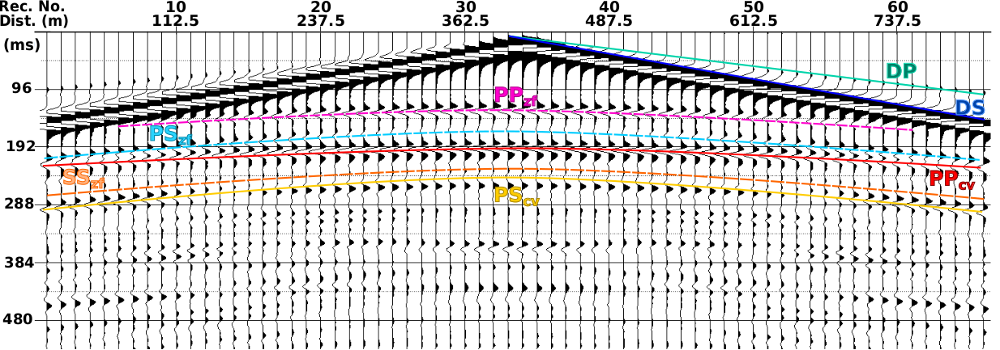 Rec. No. 10 20 30 40 50 60
Dist. (m) 112.5 237.5 362.5 487.5 612.5 737.5
(ms)
DP
96
PPzf
DS
PSzf
192
SSzf
PPcv
PScv
288
384
480